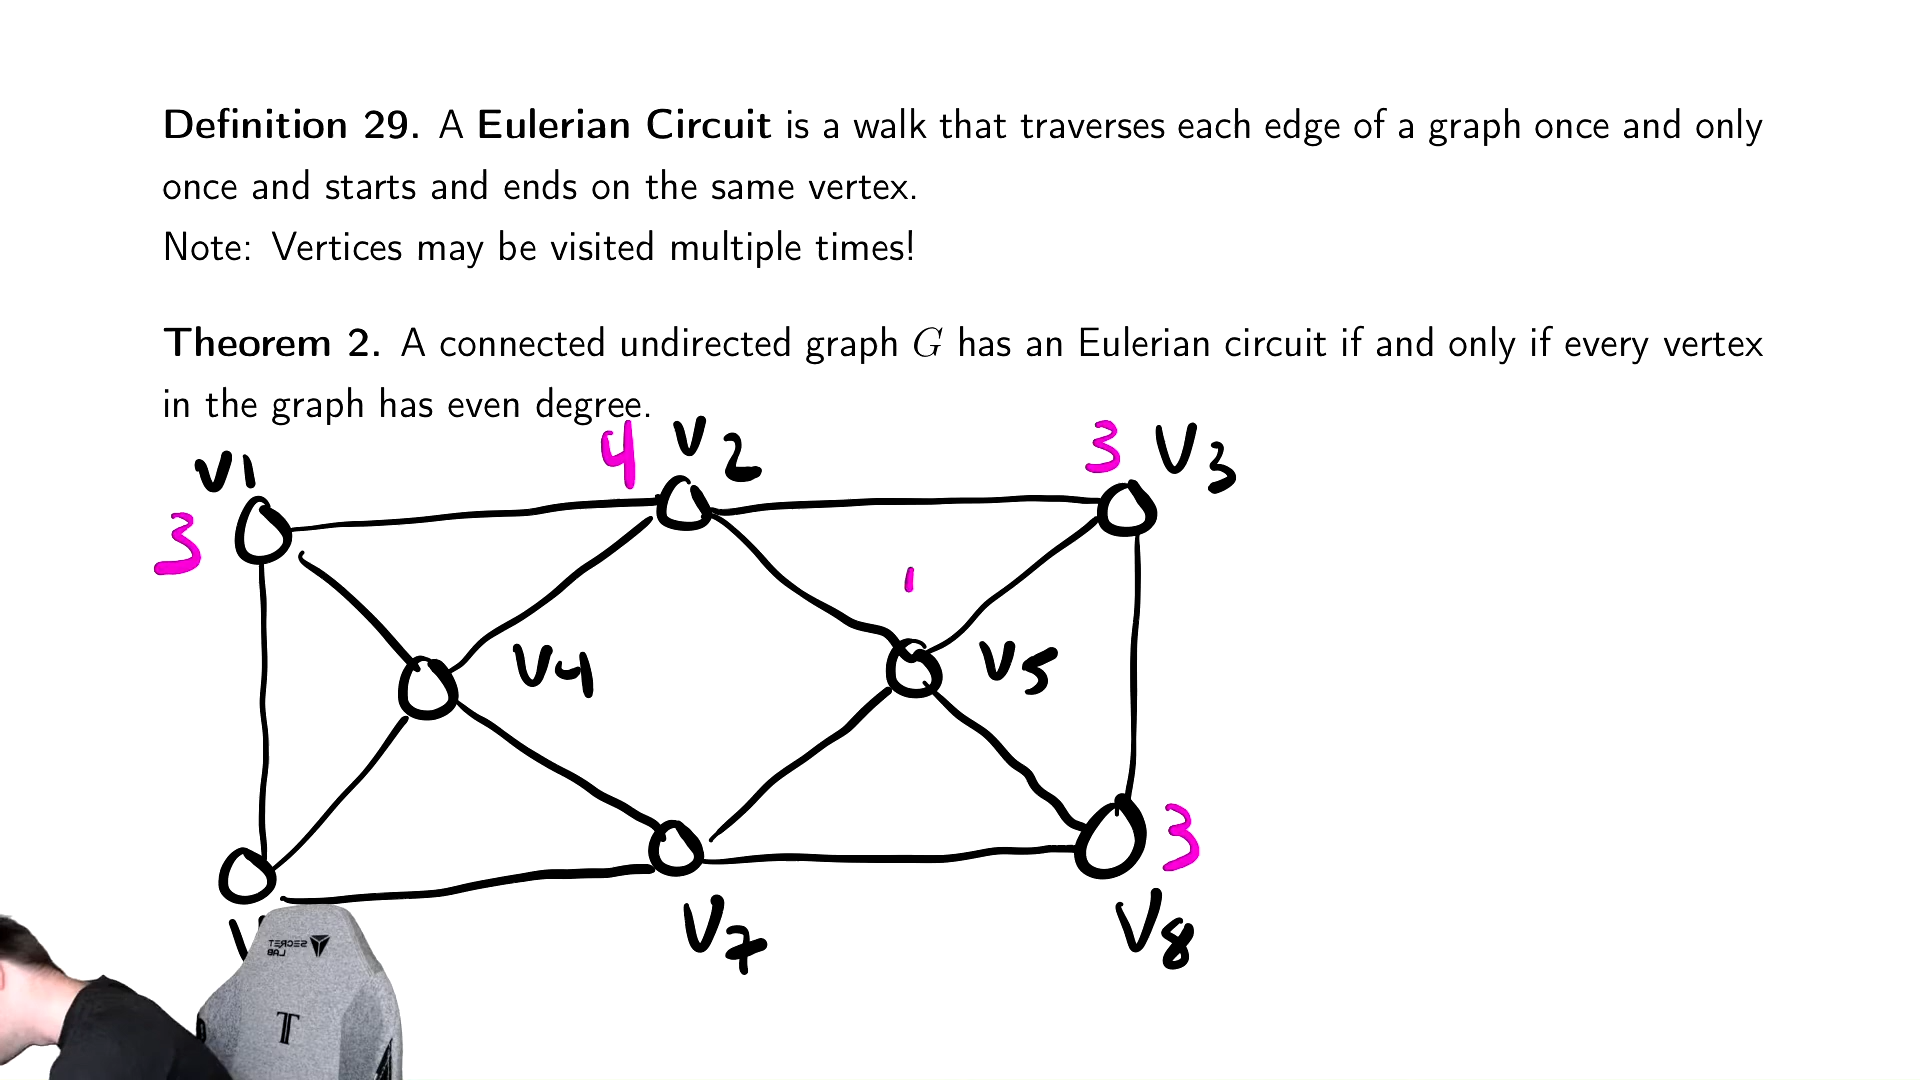 Definition 29. A Eulerian Circuit is a walk that traverses each edge of a graph once and only
once and starts and ends on the same vertex.
Note: Vertices may be visited multiple times!
Theorem 2. A connected undirected graph G has an Eulerian circuit if and only if every vertex
in the graph has even degree.
4 V2
3 V3
V1
3
V4
V5
3
V7
V8
SECRET
LAB
T